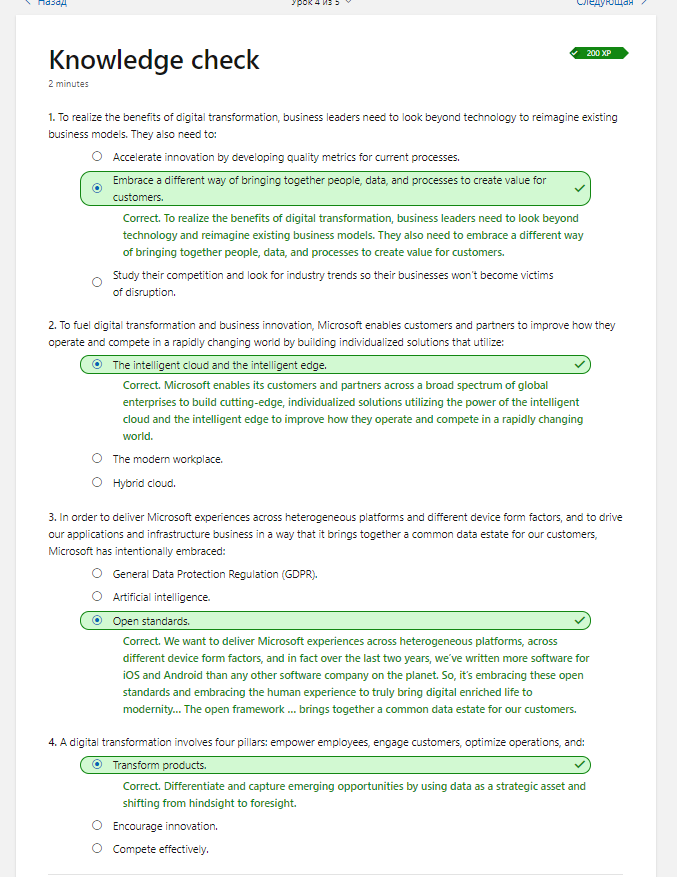 Назад
Урок 4 из 5
Следующая
Knowledge check
200 XP
2 minutes
1. To realize the benefits of digital transformation, business leaders need to look beyond technology to reimagine existing
business models. They also need to:
Accelerate innovation by developing quality metrics for current processes.
Embrace a different way of bringing together people, data, and processes to create value for
customers.
Correct. To realize the benefits of digital transformation, business leaders need to look beyond
technology and reimagine existing business models. They also need to embrace a different way
of bringing together people, data, and processes to create value for customers.
Study their competition and look for industry trends so their businesses won't become victims
of disruption.
2. To fuel digital transformation and business innovation, Microsoft enables customers and partners to improve how they
operate and compete in a rapidly changing world by building individualized solutions that utilize:
The intelligent cloud and the intelligent edge.
Correct. Microsoft enables its customers and partners across a broad spectrum of global
enterprises to build cutting-edge, individualized solutions utilizing the power of the intelligent
cloud and the intelligent edge to improve how they operate and compete in a rapidly changing
world.
The modern workplace.
Hybrid cloud.
3. In order to deliver Microsoft experiences across heterogeneous platforms and different device form factors, and to drive
our applications and infrastructure business in a way that it brings together a common data estate for our customers,
Microsoft has intentionally embraced:
General Data Protection Regulation (GDPR).
Artificial intelligence.
Open standards.
Correct. We want to deliver Microsoft experiences across heterogeneous platforms, across
different device form factors, and in fact over the last two years, we've written more software for
iOS and Android than any other software company on the planet. So, it's embracing these open
standards and embracing the human experience to truly bring digital enriched life to
modernity... The open framework ... brings together a common data estate for our customers.
4. A digital transformation involves four pillars: empower employees, engage customers, optimize operations, and:
Transform products.
Correct. Differentiate and capture emerging opportunities by using data as a strategic asset and
shifting from hindsight to foresight.
Encourage innovation.
Compete effectively.